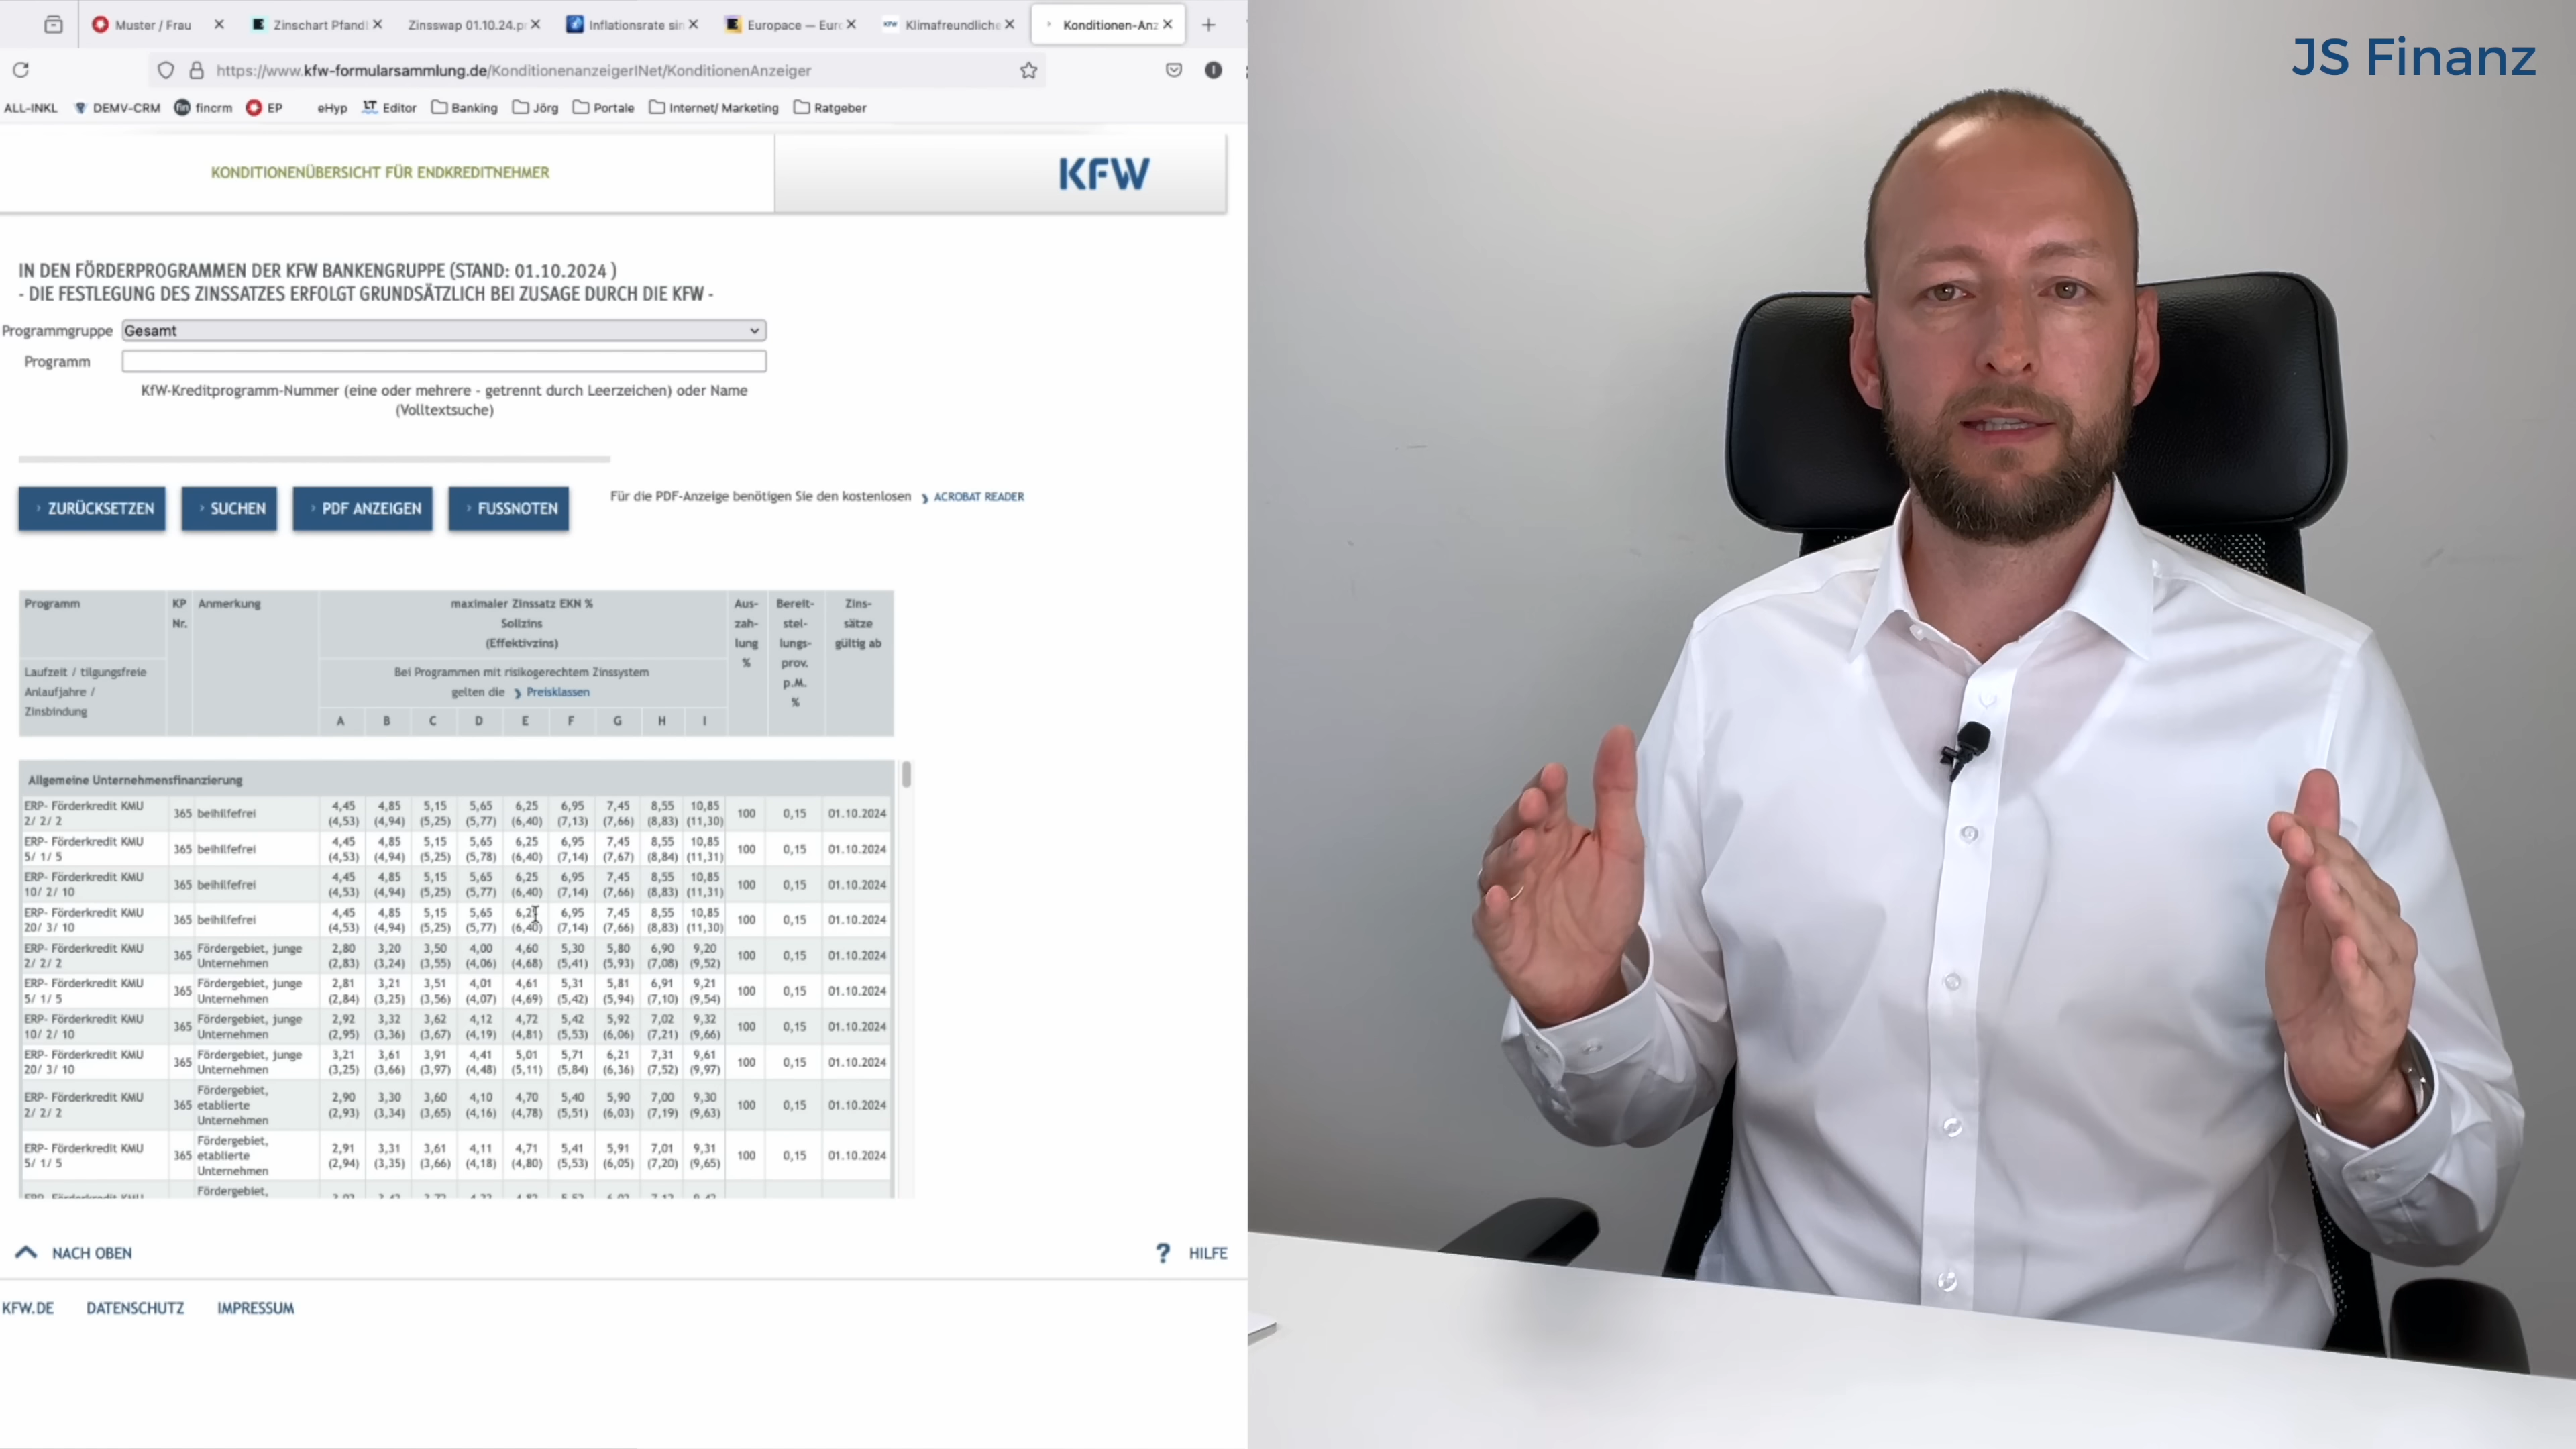 Muster / Frau
Zinschart Pfand
Zinsswap 01.10.24.p
Inflationsrate sin
Europace — Eur
Klimafreundliche
Konditionen-Anz
https://www.kfw-formularsammlung.de/KonditionenanzeigerINet/KonditionenAnzeiger
ALL-INKL DEMV-CRM fincrm EP eHyp Editor Banking Jörg Portale Internet/ Marketing Ratgeber
JS Finanz
KONDITIONENÜBERSICHT FÜR ENDKREDITNEHMER
KFW
IN DEN FÖRDERPROGRAMMEN DER KFW BANKENGRUPPE (STAND: 01.10.2024 )
- DIE FESTLEGUNG DES ZINSSATZES ERFOLGT GRUNDSÄTZLICH BEI ZUSAGE DURCH DIE KFW -
Programmgruppe Gesamt
Programm
KfW-Kreditprogramm-Nummer (eine oder mehrere - getrennt durch Leerzeichen) oder Name
(Volltextsuche)
ZURÜCKSETZEN SUCHEN PDF ANZEIGEN FUSSNOTEN
Für die PDF-Anzeige benötigen Sie den kostenlosen ACROBAT READER
Programm
Laufzeit / tilgungsfreie
Anlaufjahre /
Zinsbindung
KP
Nr.
Anmerkung
maximaler Zinssatz EKN %
Sollzins
(Effektivzins)
Bei Programmen mit risikogerechtem Zinssystem
gelten die Preisklassen
A B C D E F G H I
Aus-
zah-
lung
%
Bereit-
stel-
lungs-
prov.
p.M.
%
Zins-
sätze
gültig ab
Allgemeine Unternehmensfinanzierung
ERP- Förderkredit KMU
2/ 2/ 2
365 beihilfefrei
4,45 4,85 5,15 5,65 6,25 6,95 7,45 8,55 10,85
(4,53) (4,94) (5,25) (5,77) (6,40) (7,13) (7,66) (8,83) (11,30)
100 0,15 01.10.2024
ERP- Förderkredit KMU
5/ 1/ 5
365 beihilfefrei
4,45 4,85 5,15 5,65 6,25 6,95 7,45 8,55 10,85
(4,53) (4,94) (5,25) (5,78) (6,40) (7,14) (7,67) (8,84) (11,31)
100 0,15 01.10.2024
ERP- Förderkredit KMU
10/ 2/ 10
365 beihilfefrei
4,45 4,85 5,15 5,65 6,25 6,95 7,45 8,55 10,85
(4,53) (4,94) (5,25) (5,77) (6,40) (7,14) (7,66) (8,83) (11,31)
100 0,15 01.10.2024
ERP- Förderkredit KMU
20/ 3/ 10
365 beihilfefrei
4,45 4,85 5,15 5,65 6,95 7,45 8,55 10,85
(4,53) (4,94) (5,25) (5,77) (6,40) (7,14) (7,66) (8,83) (11,30)
100 0,15 01.10.2024
ERP- Förderkredit KMU
2/ 2/ 2
365 Fördergebiet, junge
Unternehmen
2,80 3,20 3,50 4,00 4,60 5,30 5,80 6,90 9,20
(2,83) (3,24) (3,55) (4,06) (4,68) (5,41) (5,93) (7,08) (9,52)
100 0,15 01.10.2024
ERP- Förderkredit KMU
5/ 1/ 5
365 Fördergebiet, junge
Unternehmen
2,81 3,21 3,51 4,01 4,61 5,31 5,81 6,91 9,21
(2,84) (3,25) (3,56) (4,07) (4,69) (5,42) (5,94) (7,10) (9,54)
100 0,15 01.10.2024
ERP- Förderkredit KMU
10/ 2/ 10
365 Fördergebiet, junge
Unternehmen
2,92 3,32 3,62 4,12 4,72 5,42 5,92 7,02 9,32
(2,95) (3,36) (3,67) (4,19) (4,81) (5,53) (6,06) (7,21) (9,66)
100 0,15 01.10.2024
ERP- Förderkredit KMU
20/ 3/ 10
365 Fördergebiet, junge
Unternehmen
3,21 3,61 3,91 4,41 5,01 5,71 6,21 7,31 9,61
(3,25) (3,66) (3,97) (4,48) (5,11) (5,84) (6,36) (7,52) (9,97)
100 0,15 01.10.2024
ERP- Förderkredit KMU
2/ 2/ 2
365 Fördergebiet,
etablierte
Unternehmen
2,90 3,30 3,60 4,10 4,70 5,40 5,90 7,00 9,30
(2,93) (3,34) (3,65) (4,16) (4,78) (5,51) (6,03) (7,19) (9,63)
100 0,15 01.10.2024
ERP- Förderkredit KMU
5/ 1/ 5
365 Fördergebiet,
etablierte
Unternehmen
2,91 3,31 3,61 4,11 4,71 5,41 5,91 7,01 9,31
(2,94) (3,35) (3,66) (4,18) (4,80) (5,53) (6,05) (7,20) (9,65)
100 0,15 01.10.2024
Fördergebiet,
NACH OBEN
HILFE
KFW.DE DATENSCHUTZ IMPRESSUM